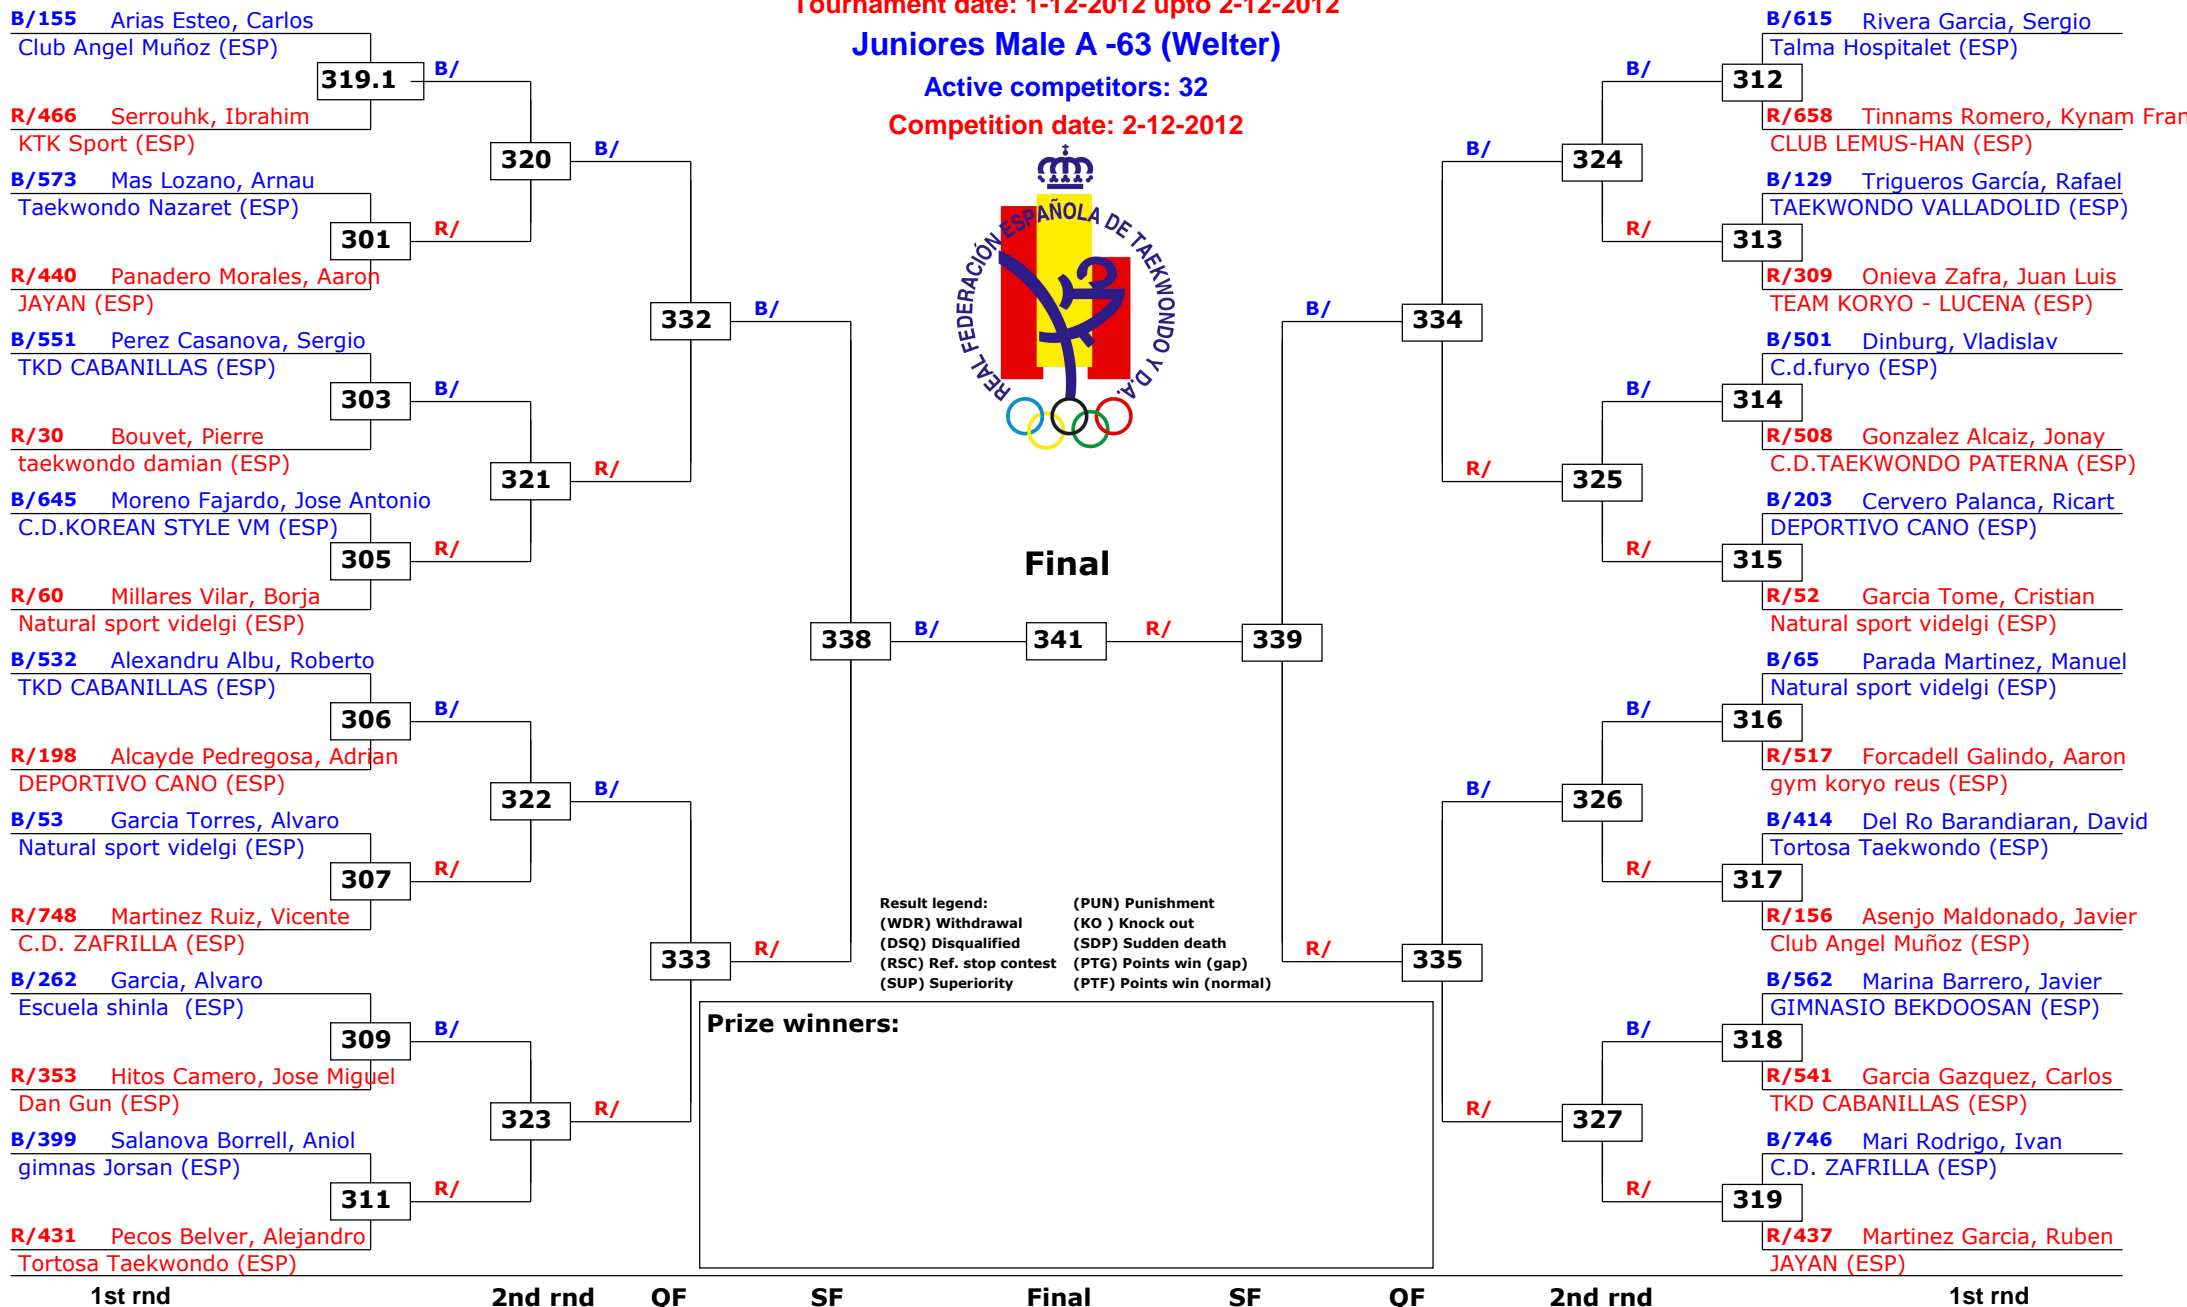 Tournament date: 1-12-2012 upto 2-12-2012
Juniores Male A -63 (Welter)
Active competitors: 32
Competition date: 2-12-2012
REAL FEDERACIÓN ESPAÑOLA DE TAEKWONDO Y D.A.
B/155 Arias Esteo, Carlos
Club Angel Muñoz (ESP)
319.1 B/
R/466 Serrouhk, Ibrahim
KTK Sport (ESP)
320 B/
B/573 Mas Lozano, Arnau
Taekwondo Nazaret (ESP)
301 R/
R/440 Panadero Morales, Aaron
JAYAN (ESP)
332 B/
B/551 Perez Casanova, Sergio
TKD CABANILLAS (ESP)
303 B/
R/30 Bouvet, Pierre
taekwondo damian (ESP)
321 R/
B/645 Moreno Fajardo, Jose Antonio
C.D.KOREAN STYLE VM (ESP)
305 R/
R/60 Millares Vilar, Borja
Natural sport videlgi (ESP)
338 B/
B/532 Alexandru Albu, Roberto
TKD CABANILLAS (ESP)
306 B/
R/198 Alcayde Pedregosa, Adrian
DEPORTIVO CANO (ESP)
322 B/
B/53 Garcia Torres, Alvaro
Natural sport videlgi (ESP)
307 R/
R/748 Martinez Ruiz, Vicente
C.D. ZAFRILLA (ESP)
333 R/
B/262 Garcia, Alvaro
Escuela shinla (ESP)
309 B/
R/353 Hitos Camero, Jose Miguel
Dan Gun (ESP)
323 R/
B/399 Salanova Borrell, Aniol
gimnas Jorsan (ESP)
311 R/
R/431 Pecos Belver, Alejandro
Tortosa Taekwondo (ESP)
Final
341 R/
Result legend:
(WDR) Withdrawal
(DSQ) Disqualified
(RSC) Ref. stop contest
(SUP) Superiority
(PUN) Punishment
(KO ) Knock out
(SDP) Sudden death
(PTG) Points win (gap)
(PTF) Points win (normal)
Prize winners:
B/615 Rivera Garcia, Sergio
Talma Hospitalet (ESP)
B/ 312
R/658 Tinnams Romero, Kynam Fran
CLUB LEMUS-HAN (ESP)
B/ 324
B/129 Trigueros García, Rafael
TAEKWONDO VALLADOLID (ESP)
R/ 313
R/309 Onieva Zafra, Juan Luis
TEAM KORYO - LUCENA (ESP)
B/ 334
B/501 Dinburg, Vladislav
C.d.furyo (ESP)
B/ 314
R/508 Gonzalez Alcaiz, Jonay
C.D.TAEKWONDO PATERNA (ESP)
R/ 325
B/203 Cervero Palanca, Ricart
DEPORTIVO CANO (ESP)
R/ 315
R/52 Garcia Tome, Cristian
Natural sport videlgi (ESP)
339
B/65 Parada Martinez, Manuel
Natural sport videlgi (ESP)
B/ 316
R/517 Forcadell Galindo, Aaron
gym koryo reus (ESP)
B/ 326
B/414 Del Ro Barandiaran, David
Tortosa Taekwondo (ESP)
R/ 317
R/156 Asenjo Maldonado, Javier
Club Angel Muñoz (ESP)
R/ 335
B/562 Marina Barrero, Javier
GIMNASIO BEKDOOSAN (ESP)
B/ 318
R/541 Garcia Gazquez, Carlos
TKD CABANILLAS (ESP)
R/ 327
B/746 Mari Rodrigo, Ivan
C.D. ZAFRILLA (ESP)
R/ 319
R/437 Martinez Garcia, Ruben
JAYAN (ESP)
1st rnd 2nd rnd QF SF Final SF QF 2nd rnd 1st rnd